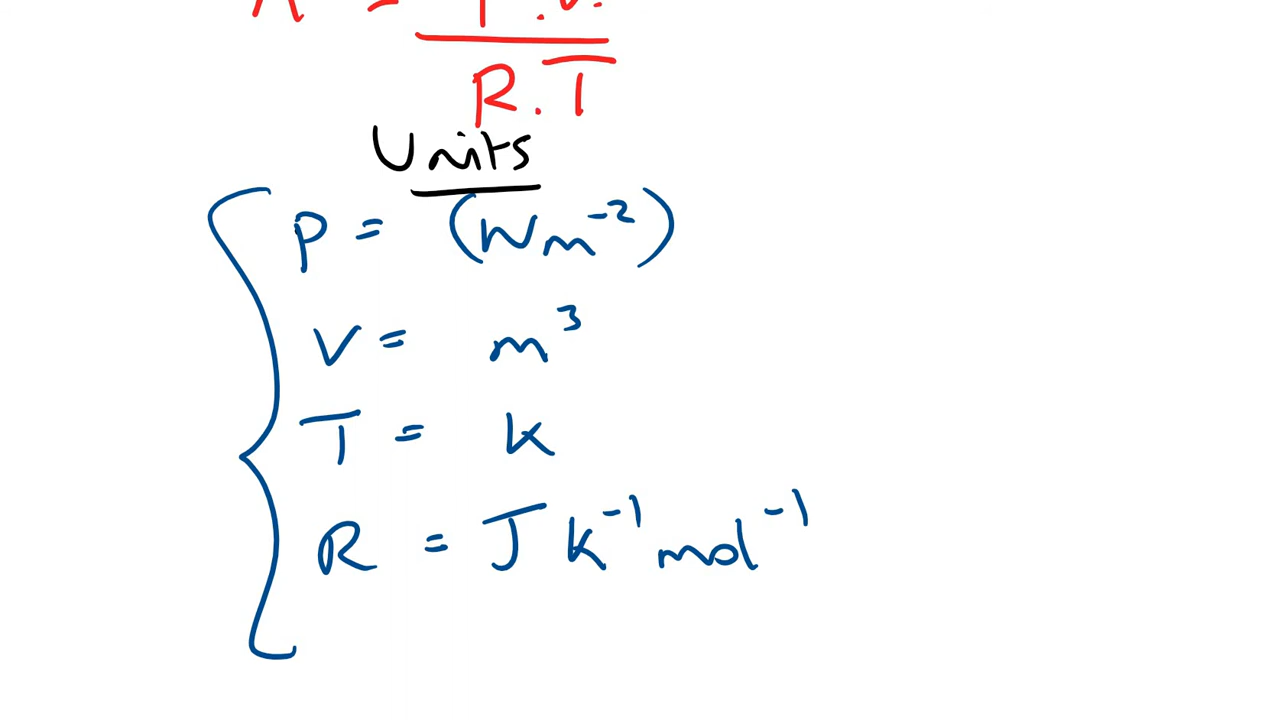 n = P.V.
R.T
Units
P = (Nm⁻²)
V = m³
T = K
R = J K⁻¹ mol⁻¹